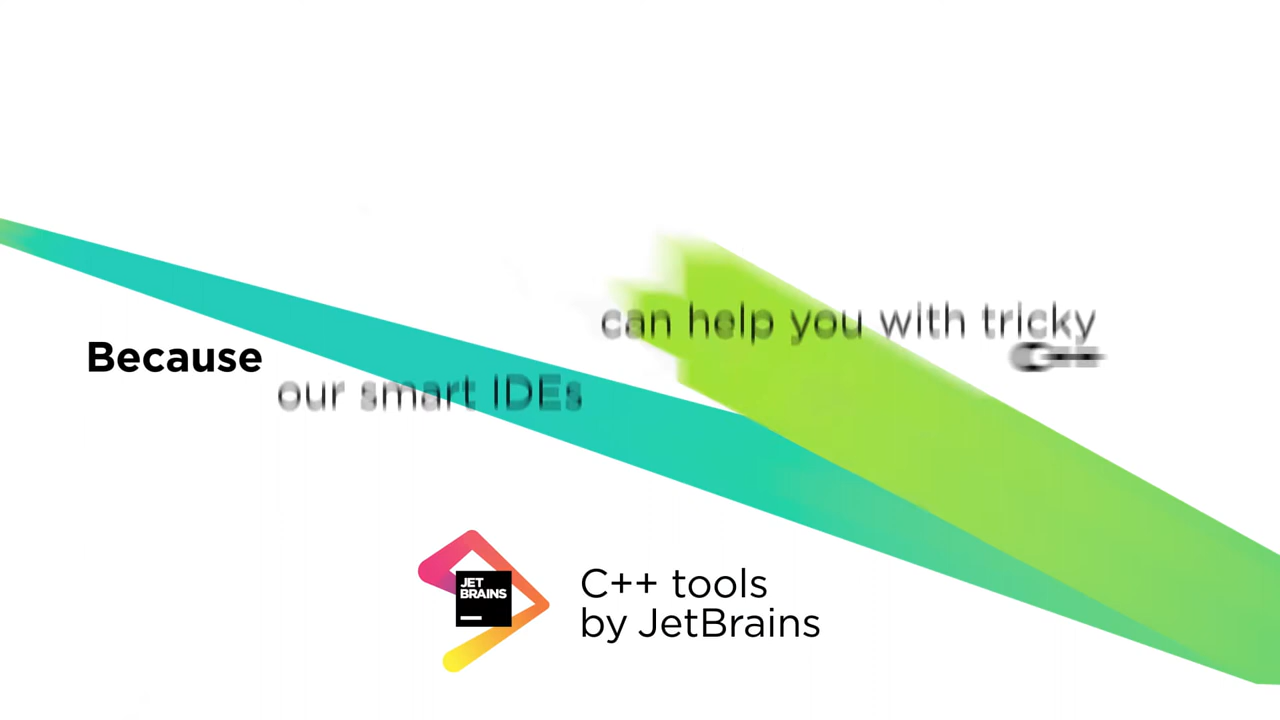 Because our smart IDEs can help you with tricky C++
JET
BRAINS
C++ tools
by JetBrains